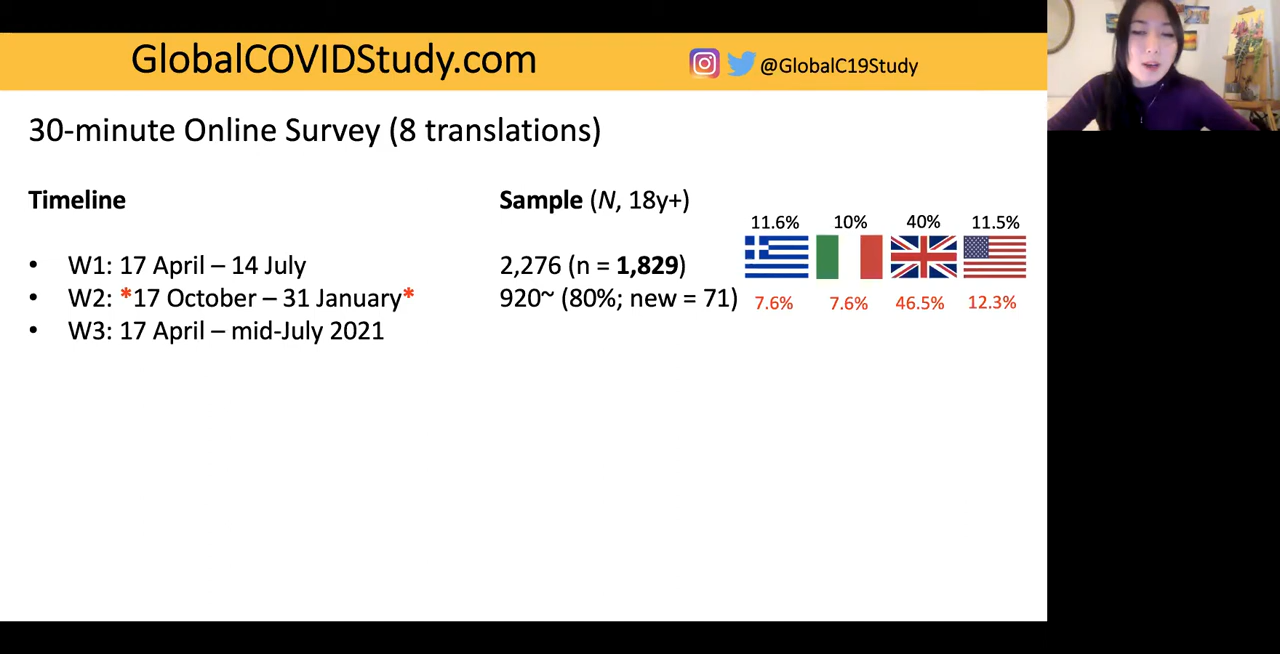 GlobalCOVIDStudy.com
@GlobalC19Study
30-minute Online Survey (8 translations)
Timeline
Sample (N, 18y+)
11.6% 10% 40% 11.5%
• W1: 17 April – 14 July
2,276 (n = 1,829)
• W2: *17 October – 31 January*
920~ (80%; new = 71)
7.6% 7.6% 46.5% 12.3%
• W3: 17 April – mid-July 2021